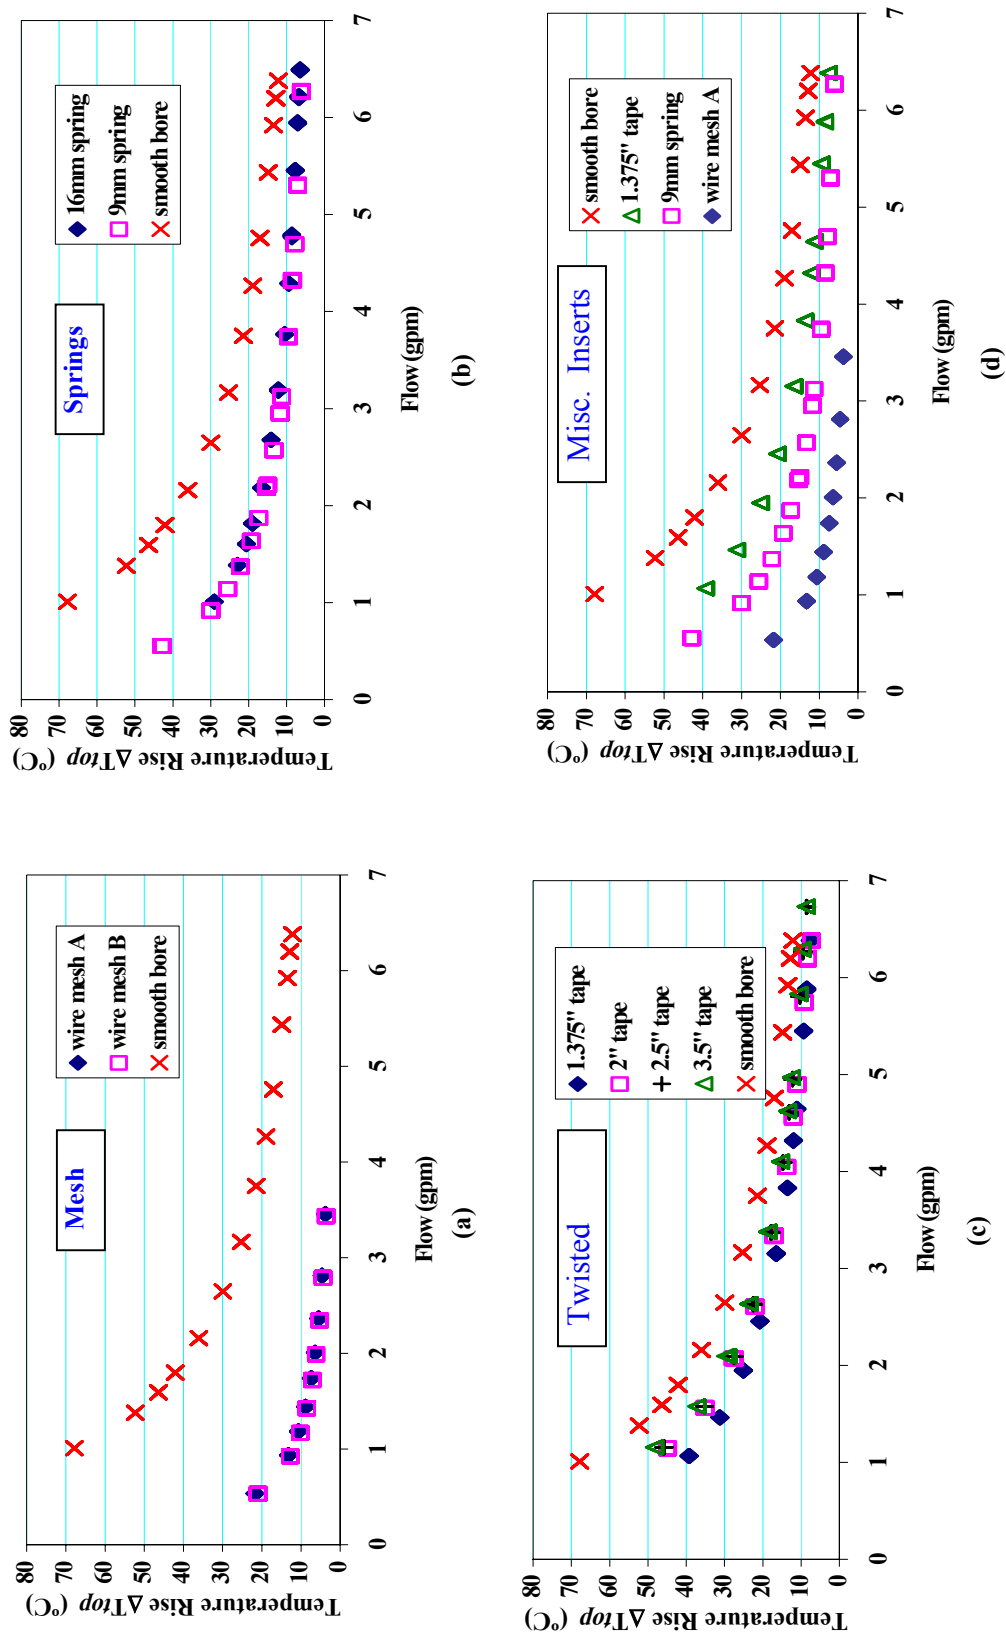 Mesh
wire mesh A
wire mesh B
smooth bore
Temperature Rise ΔTtop (ºC)
80
70
60
50
40
30
20
10
0
0 1 2 3 4 5 6 7
Flow (gpm)
(a)
Springs
16mm spring
9mm spring
smooth bore
Temperature Rise ΔTtop (ºC)
80
70
60
50
40
30
20
10
0
0 1 2 3 4 5 6 7
Flow (gpm)
(b)
Twisted
1.375" tape
2" tape
2.5" tape
3.5" tape
smooth bore
Temperature Rise ΔTtop (ºC)
80
70
60
50
40
30
20
10
0
0 1 2 3 4 5 6 7
Flow (gpm)
(c)
Misc. Inserts
smooth bore
1.375" tape
9mm spring
wire mesh A
Temperature Rise ΔTtop (ºC)
80
70
60
50
40
30
20
10
0
0 1 2 3 4 5 6 7
Flow (gpm)
(d)